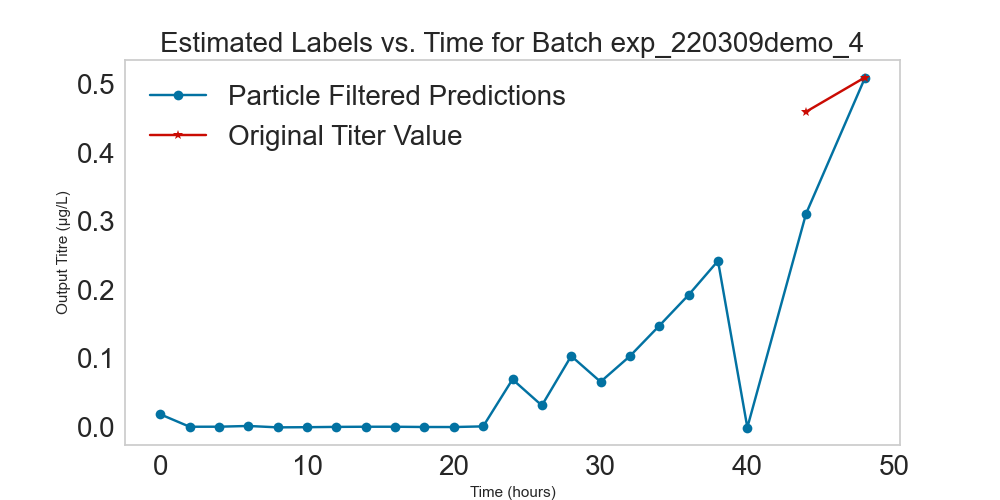 Estimated Labels vs. Time for Batch exp_220309demo_4
Particle Filtered Predictions
Original Titer Value
Output Titre (µg/L)
0.5
0.4
0.3
0.2
0.1
0.0
0 10 20 30 40 50
Time (hours)